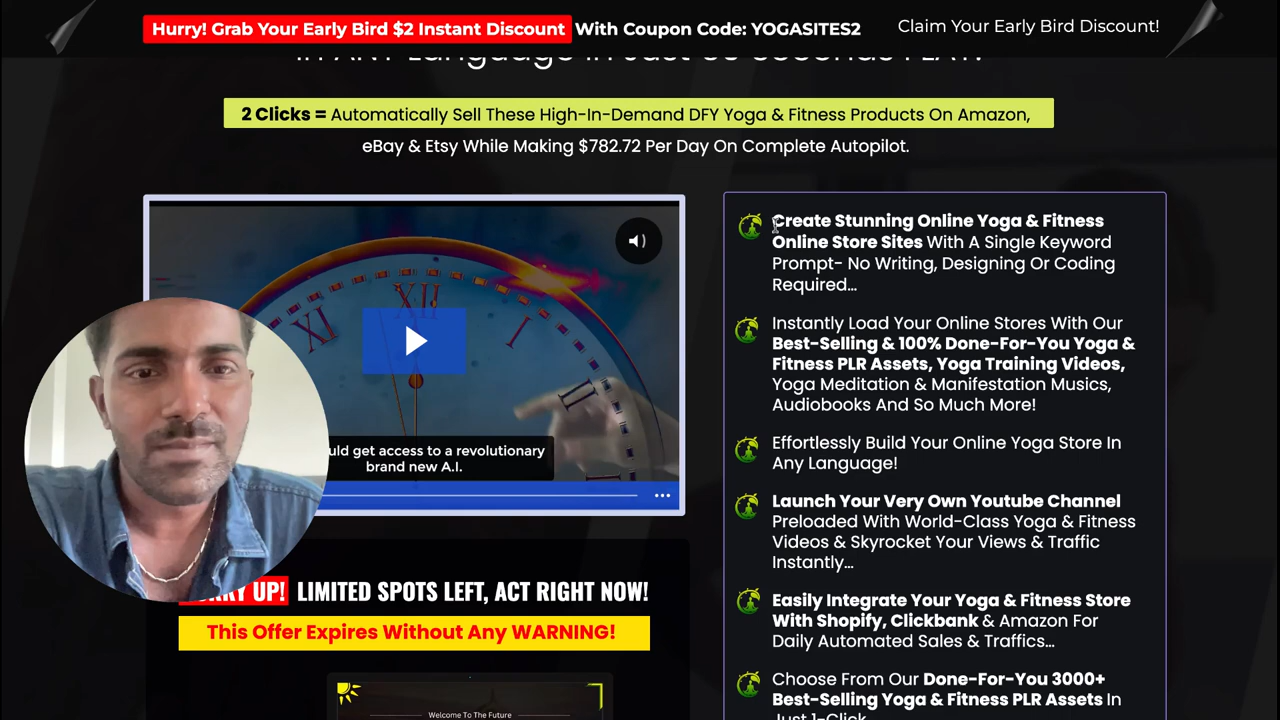 Hurry! Grab Your Early Bird $2 Instant Discount With Coupon Code: YOGASITES2
Claim Your Early Bird Discount!
2 Clicks = Automatically Sell These High-In-Demand DFY Yoga & Fitness Products On Amazon,
eBay & Etsy While Making $782.72 Per Day On Complete Autopilot.
XII
XI
I
II
uld get access to a revolutionary
brand new A.I.
UP!
LIMITED SPOTS LEFT, ACT RIGHT NOW!
This Offer Expires Without Any WARNING!
Welcome To The Future
Create Stunning Online Yoga & Fitness
Online Store Sites With A Single Keyword
Prompt- No Writing, Designing Or Coding
Required...
Instantly Load Your Online Stores With Our
Best-Selling & 100% Done-For-You Yoga &
Fitness PLR Assets, Yoga Training Videos,
Yoga Meditation & Manifestation Musics,
Audiobooks And So Much More!
Effortlessly Build Your Online Yoga Store In
Any Language!
Launch Your Very Own Youtube Channel
Preloaded With World-Class Yoga & Fitness
Videos & Skyrocket Your Views & Traffic
Instantly...
Easily Integrate Your Yoga & Fitness Store
With Shopify, Clickbank & Amazon For
Daily Automated Sales & Traffics...
Choose From Our Done-For-You 3000+
Best-Selling Yoga & Fitness PLR Assets In
Just 1-Click